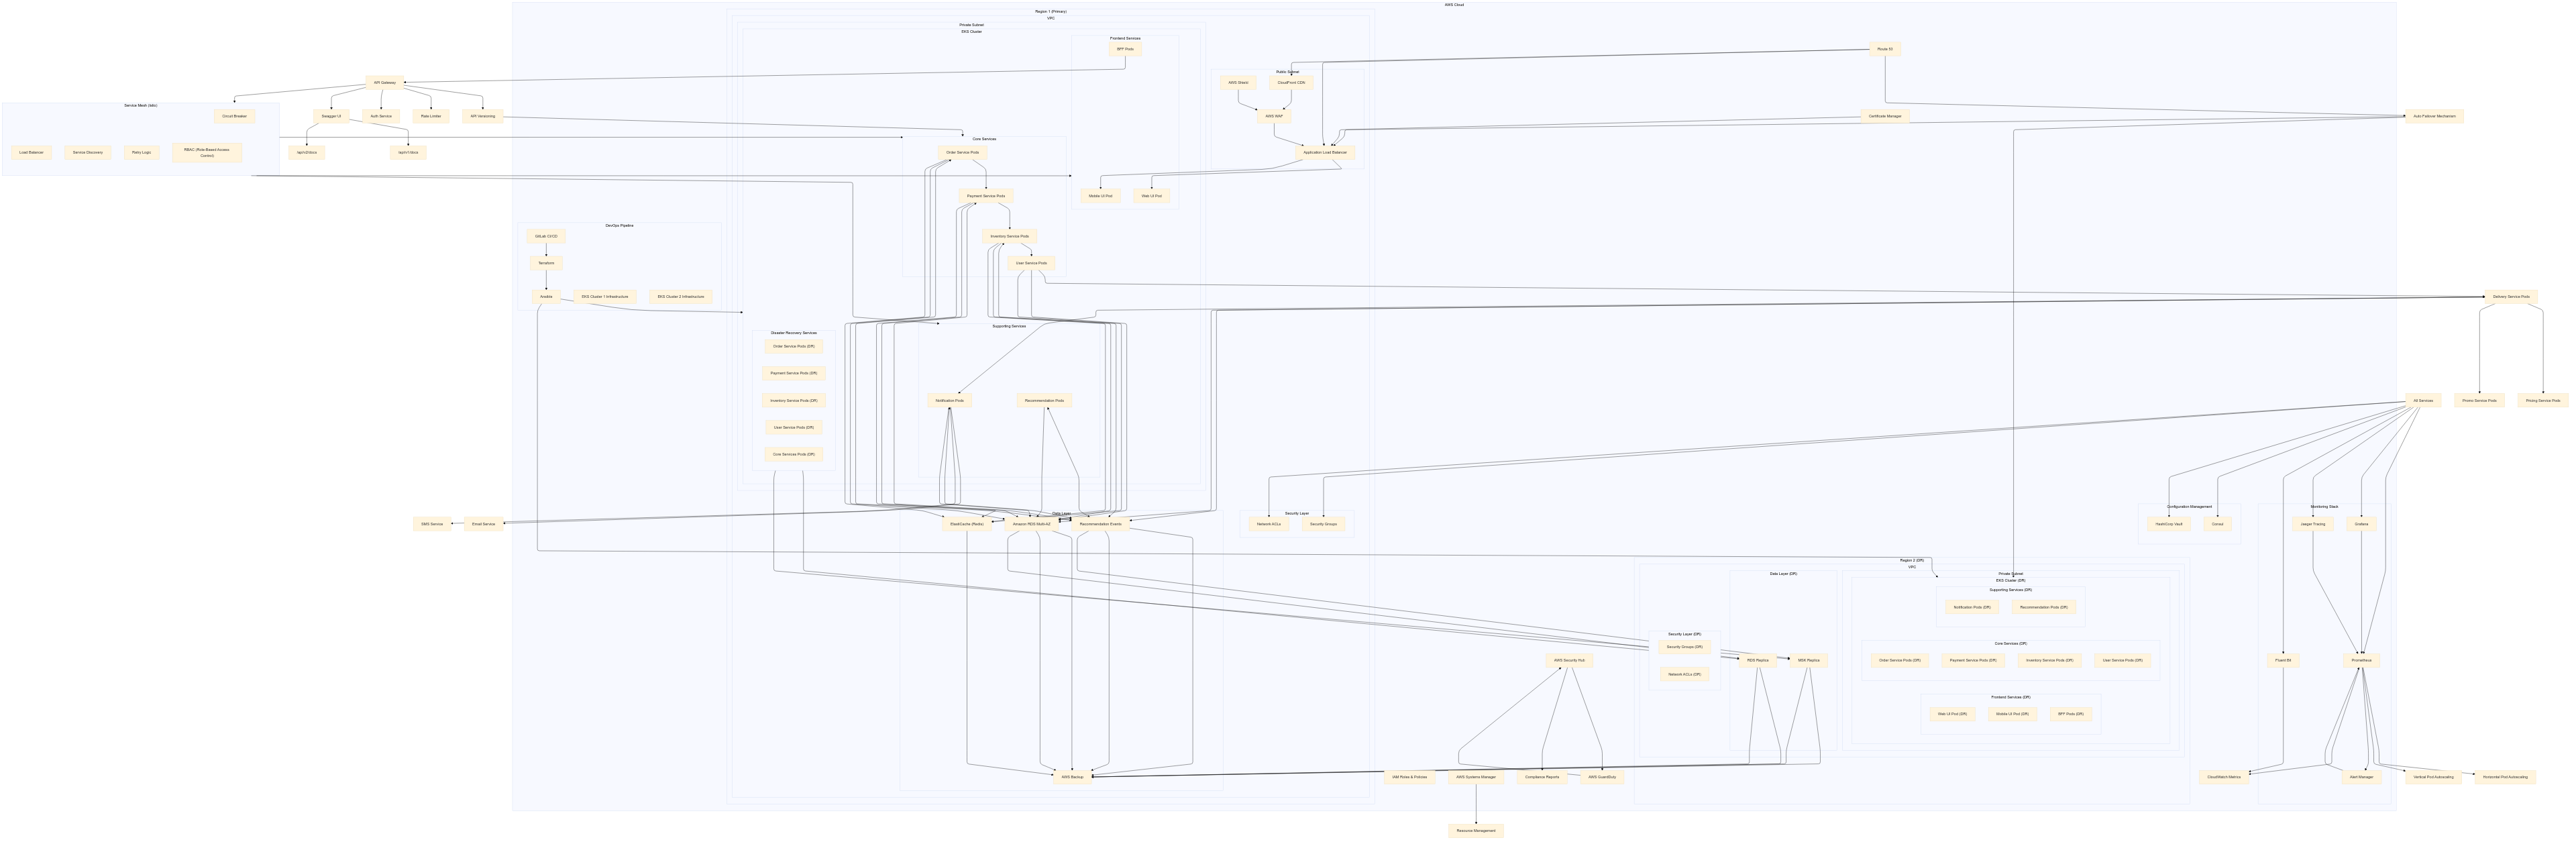 AWS Cloud
Region 1 (Primary)
VPC
Private Subnet
EKS Cluster
Frontend Services
BFF Pods
Route 53
API Gateway
Public Subnet
AWS Shield
CloudFront CDN
Service Mesh (Istio)
Circuit Breaker
Swagger UI
Auth Service
Rate Limiter
API Versioning
AWS WAF
Certificate Manager
Auto Failover Mechanism
Core Services
Load Balancer
Service Discovery
Retry Logic
RBAC (Role-Based Access
Control)
/api/v2/docs
/api/v1/docs
Order Service Pods
Application Load Balancer
Payment Service Pods
Mobile UI Pod
Web UI Pod
DevOps Pipeline
GitLab CI/CD
Inventory Service Pods
Terraform
User Service Pods
Ansible
EKS Cluster 1 Infrastructure
EKS Cluster 2 Infrastructure
Delivery Service Pods
Supporting Services
Disaster Recovery Services
Order Service Pods (DR)
Payment Service Pods (DR)
Inventory Service Pods (DR)
Notification Pods
Recommendation Pods
All Services
Promo Service Pods
Pricing Service Pods
User Service Pods (DR)
Core Services Pods (DR)
Configuration Management
Monitoring Stack
Data Layer
Security Layer
SMS Service
Email Service
ElastiCache (Redis)
Amazon RDS Multi-AZ
Recommendation Events
Network ACLs
Security Groups
HashiCorp Vault
Consul
Jaeger Tracing
Grafana
Region 2 (DR)
VPC
Data Layer (DR)
Private Subnet
EKS Cluster (DR)
Supporting Services (DR)
Notification Pods (DR)
Recommendation Pods (DR)
Security Layer (DR)
Security Groups (DR)
Core Services (DR)
AWS Security Hub
RDS Replica
MSK Replica
Order Service Pods (DR)
Payment Service Pods (DR)
Inventory Service Pods (DR)
User Service Pods (DR)
Fluent Bit
Prometheus
Network ACLs (DR)
Frontend Services (DR)
Web UI Pod (DR)
Mobile UI Pod (DR)
BFF Pods (DR)
AWS Backup
IAM Roles & Policies
AWS Systems Manager
Compliance Reports
AWS GuardDuty
CloudWatch Metrics
Alert Manager
Vertical Pod Autoscaling
Horizontal Pod Autoscaling
Resource Management